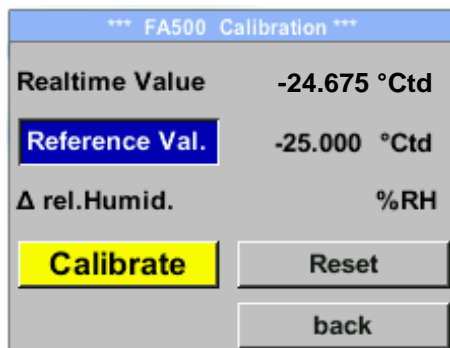 *** FA500 Calibration ***
Realtime Value -24.675 °Ctd
Reference Val. -25.000 °Ctd
Δ rel.Humid. %RH
Calibrate Reset
back